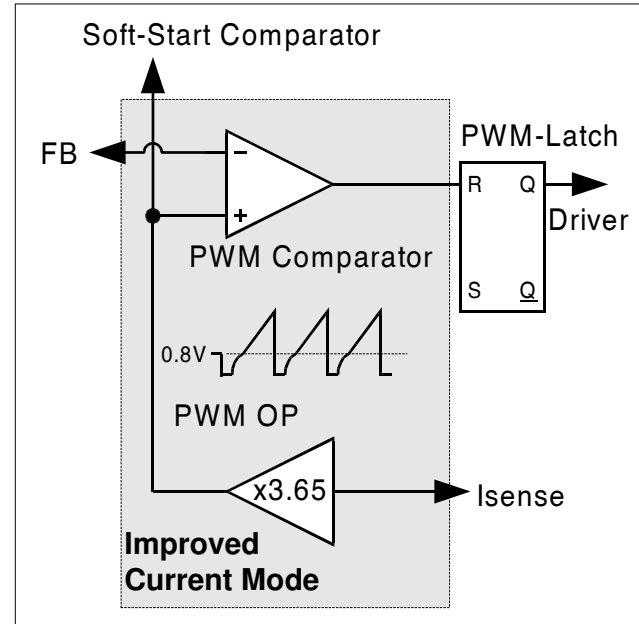 Soft-Start Comparator
FB
PWM-Latch
R Q
Driver
S Q
−
+
PWM Comparator
0.8V
PWM OP
x3.65
Isense
Improved
Current Mode